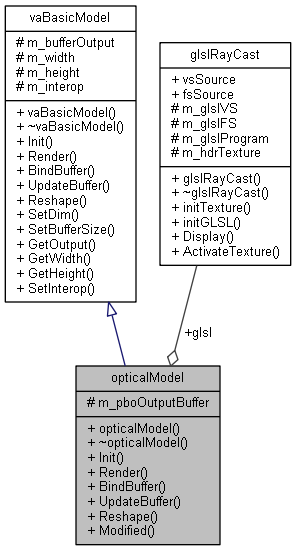 vaBasicModel
# m_bufferOutput
# m_width
# m_height
# m_interop
+ vaBasicModel()
+ ~vaBasicModel()
+ Init()
+ Render()
+ BindBuffer()
+ UpdateBuffer()
+ Reshape()
+ SetDim()
+ SetBufferSize()
+ GetOutput()
+ GetWidth()
+ GetHeight()
+ SetInterop()
glslRayCast
+ vsSource
+ fsSource
# m_glslVS
# m_glslFS
# m_glslProgram
# m_hdrTexture
+ glslRayCast()
+ ~glslRayCast()
+ initTexture()
+ initGLSL()
+ Display()
+ ActivateTexture()
+glsl
opticalModel
# m_pboOutputBuffer
+ opticalModel()
+ ~opticalModel()
+ Init()
+ Render()
+ BindBuffer()
+ UpdateBuffer()
+ Reshape()
+ Modified()